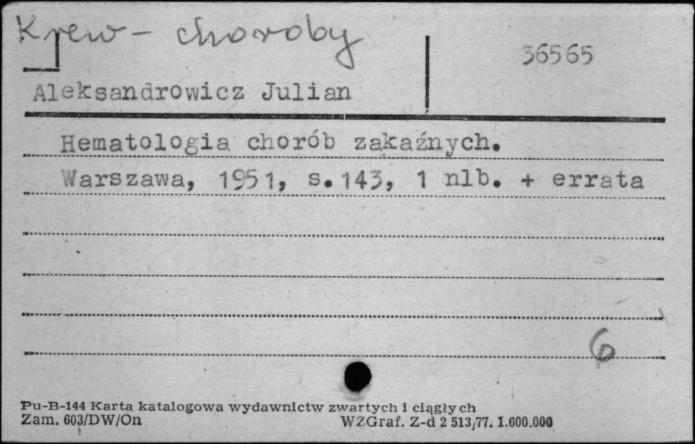 Krew - choroby
36565
Aleksandrowicz Julian
Hematologia chorób zakaźnych.
Warszawa, 1951, s.143, 1 nlb. + errata
6
Pu-B-144 Karta katalogowa wydawnictw zwartych i ciągłych
Zam. 603/DW/On WZGraf. Z-d 2 513/77. 1.600.000